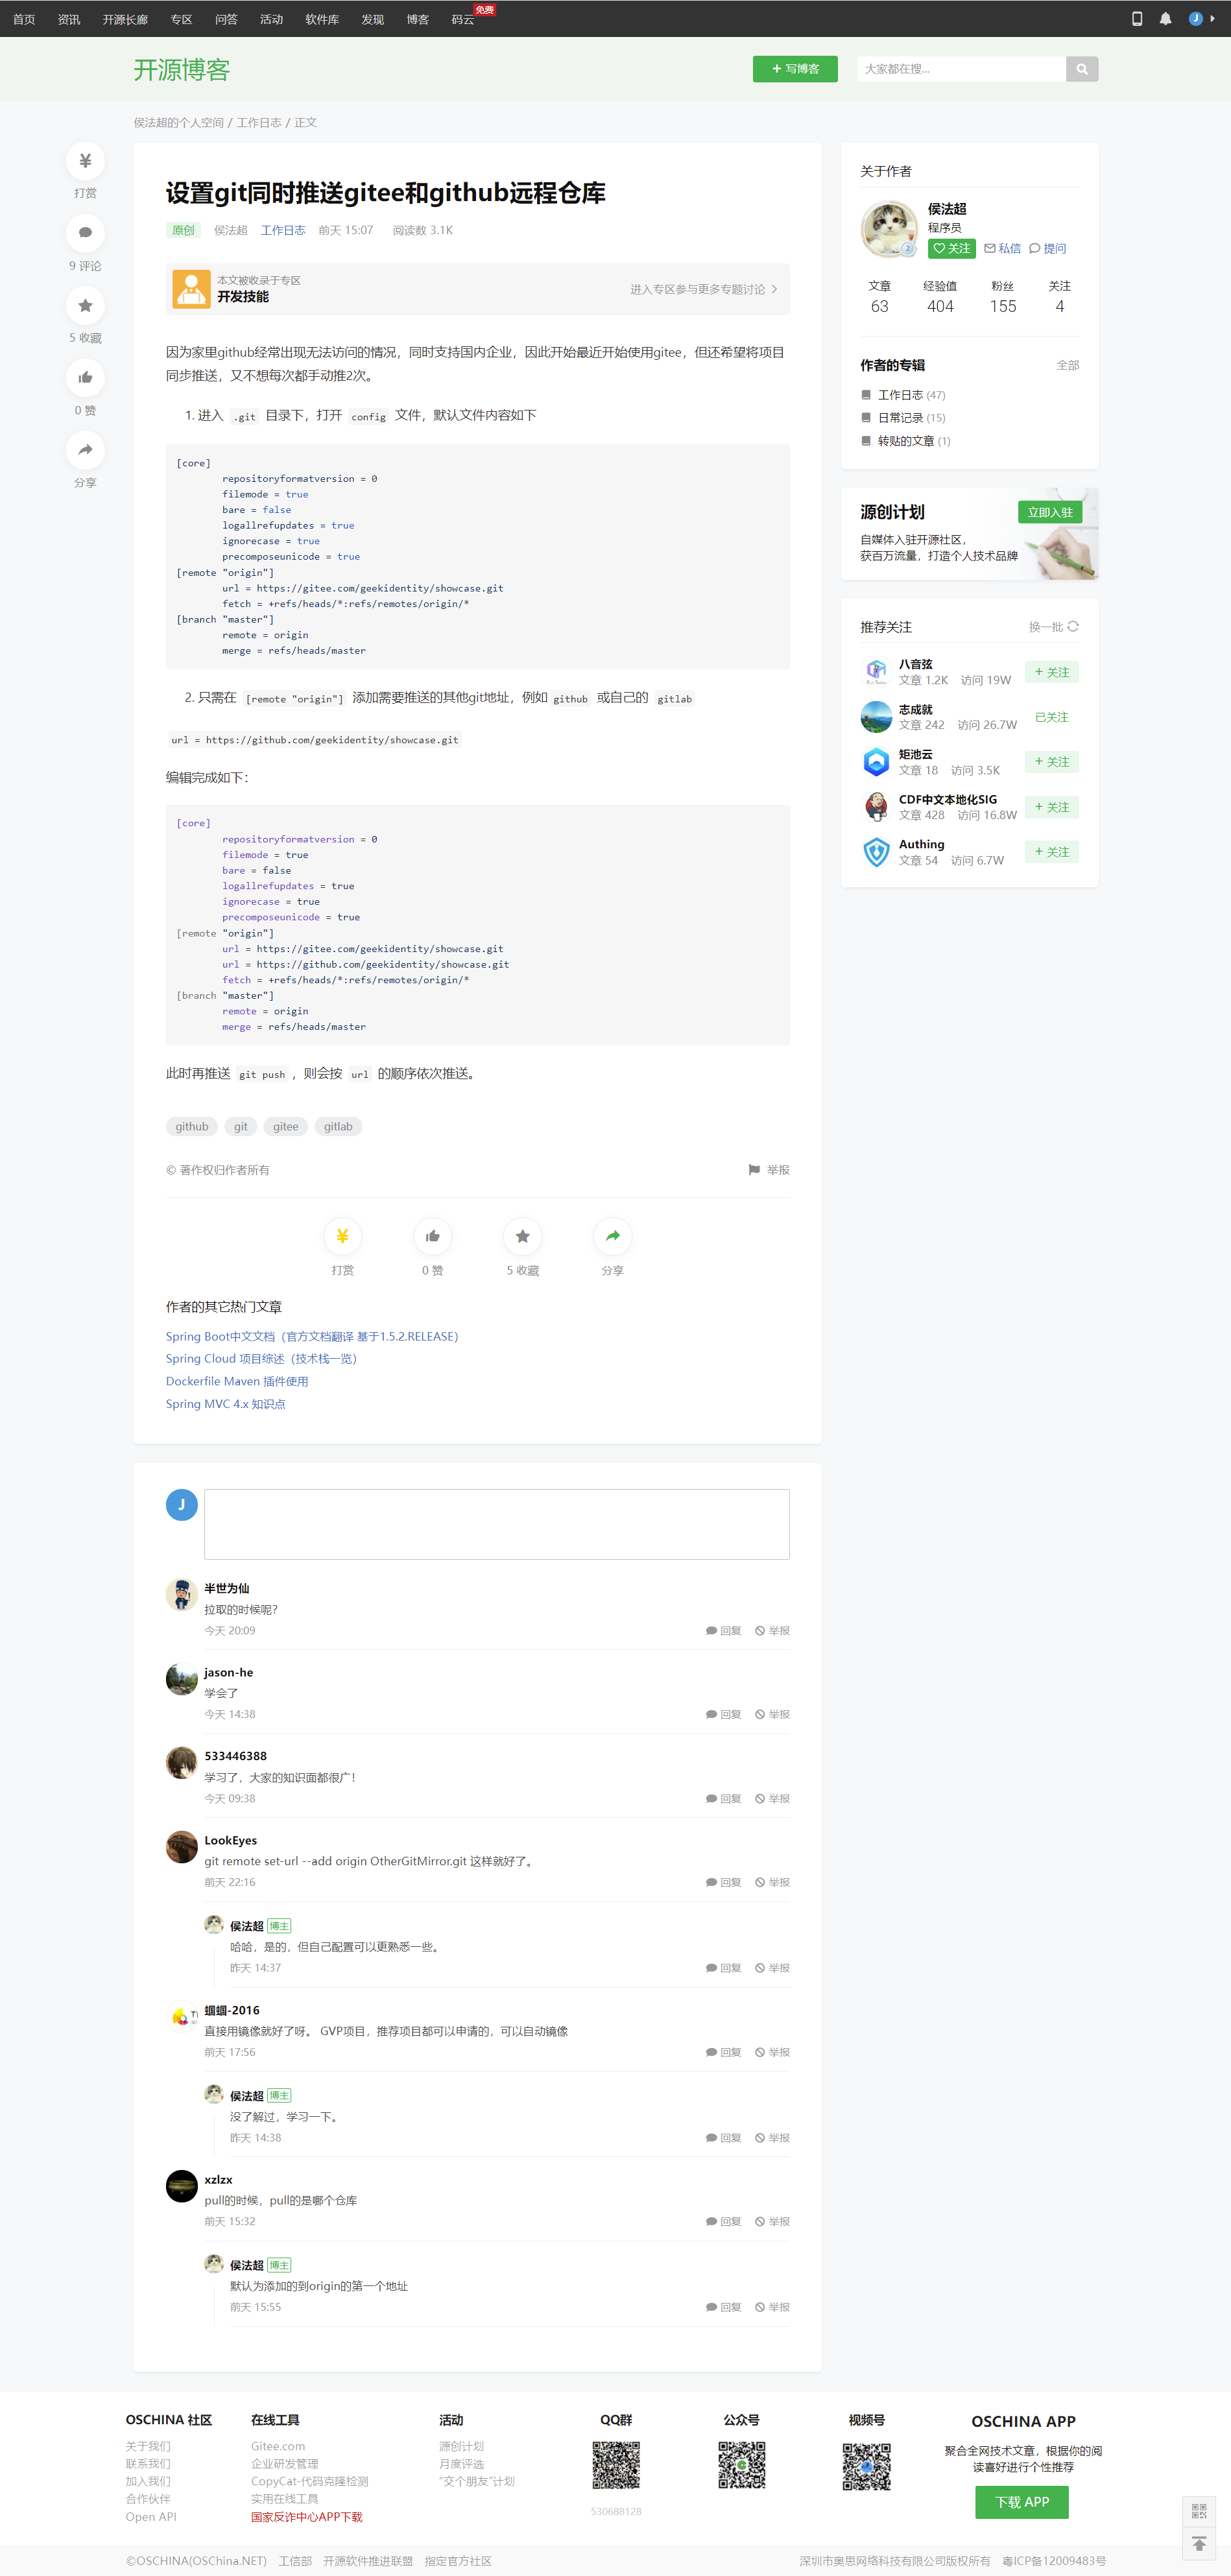 首页 资讯 开源长廊 专区 问答 活动 软件库 发现 博客 码云 免费 J
开源博客
写博客
大家都在搜...
侯法超的个人空间 / 工作日志 / 正文
打赏
9 评论
5 收藏
0 赞
分享
设置git同时推送gitee和github远程仓库
原创 侯法超 工作日志 前天 15:07 阅读数 3.1K
本文被收录于专区
开发技能
进入专区参与更多专题讨论
因为家里github经常出现无法访问的情况，同时支持国内企业，因此开始最近开始使用gitee，但还希望将项目
同步推送，又不想每次都手动推2次。
1. 进入 .git 目录下，打开 config 文件，默认文件内容如下
[core]
repositoryformatversion = 0
filemode = true
bare = false
logallrefupdates = true
ignorecase = true
precomposeunicode = true
[remote "origin"]
url = https://gitee.com/geekidentity/showcase.git
fetch = +refs/heads/*:refs/remotes/origin/*
[branch "master"]
remote = origin
merge = refs/heads/master
2. 只需在 [remote "origin"] 添加需要推送的其他git地址，例如 github 或自己的 gitlab
url = https://github.com/geekidentity/showcase.git
编辑完成如下：
[core]
repositoryformatversion = 0
filemode = true
bare = false
logallrefupdates = true
ignorecase = true
precomposeunicode = true
[remote "origin"]
url = https://gitee.com/geekidentity/showcase.git
url = https://github.com/geekidentity/showcase.git
fetch = +refs/heads/*:refs/remotes/origin/*
[branch "master"]
remote = origin
merge = refs/heads/master
此时再推送 git push ，则会按 url 的顺序依次推送。
github git gitee gitlab
© 著作权归作者所有
举报
打赏
0 赞
5 收藏
分享
作者的其它热门文章
Spring Boot中文文档（官方文档翻译 基于1.5.2.RELEASE）
Spring Cloud 项目综述（技术栈一览）
Dockerfile Maven 插件使用
Spring MVC 4.x 知识点
关于作者
侯法超
程序员
关注 私信 提问
文章 经验值 粉丝 关注
63 404 155 4
作者的专辑 全部
工作日志 (47)
日常记录 (15)
转贴的文章 (1)
源创计划
立即入驻
自媒体入驻开源社区，
获百万流量，打造个人技术品牌
推荐关注 换一批
八音弦
文章 1.2K 访问 19W
+ 关注
志成就
文章 242 访问 26.7W
已关注
矩池云
文章 18 访问 3.5K
+ 关注
CDF中文本地化SIG
文章 428 访问 16.8W
+ 关注
Authing
文章 54 访问 6.7W
+ 关注
J
半世为仙
拉取的时候呢？
今天 20:09 回复 举报
jason-he
学会了
今天 14:38 回复 举报
533446388
学习了，大家的知识面都很广！
今天 09:38 回复 举报
LookEyes
git remote set-url --add origin OtherGitMirror.git 这样就好了。
前天 22:16 回复 举报
侯法超 博主
哈哈，是的，但自己配置可以更熟悉一些。
昨天 14:37 回复 举报
蝈蝈-2016
直接用镜像就好了呀。 GVP项目，推荐项目都可以申请的，可以自动镜像
前天 17:56 回复 举报
侯法超 博主
没了解过，学习一下。
昨天 14:38 回复 举报
xzlzx
pull的时候，pull的是哪个仓库
前天 15:32 回复 举报
侯法超 博主
默认为添加的到origin的第一个地址
前天 15:55 回复 举报
OSCHINA 社区
关于我们
联系我们
加入我们
合作伙伴
Open API
在线工具
Gitee.com
企业研发管理
CopyCat-代码克隆检测
实用在线工具
国家反诈中心APP下载
活动
源创计划
月度评选
“交个朋友”计划
QQ群
530688128
公众号
视频号
OSCHINA APP
聚合全网技术文章，根据你的阅
读喜好进行个性推荐
下载 APP
©OSCHINA(OSChina.NET) 工信部 开源软件推进联盟 指定官方社区
深圳市奥思网络科技有限公司版权所有 粤ICP备12009483号